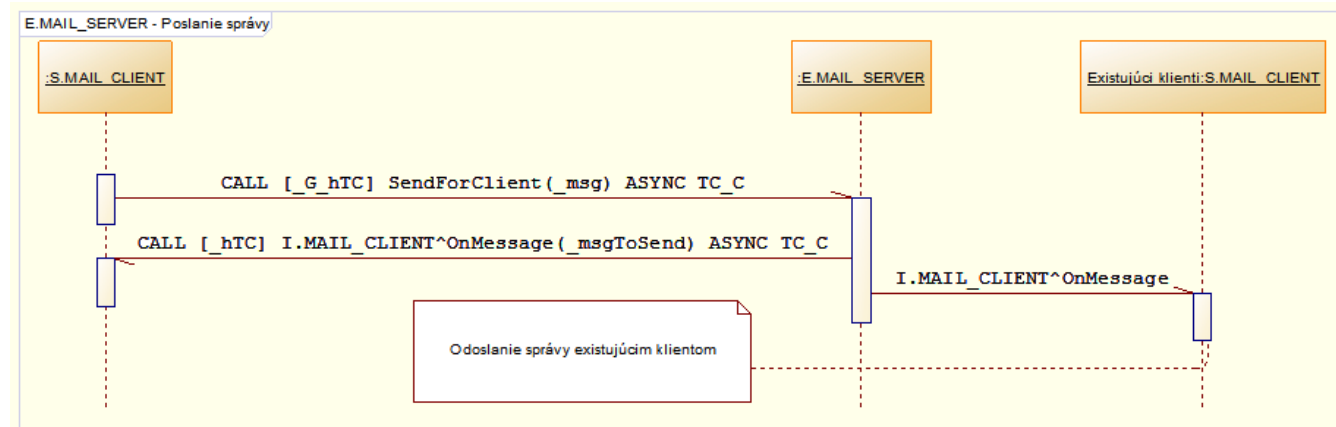 E.MAIL_SERVER - Poslanie správy
:S.MAIL_CLIENT
:E.MAIL_SERVER
Existujúci klienti:S.MAIL_CLIENT
CALL [_G_hTC] SendForClient(_msg) ASYNC TC_C
CALL [_hTC] I.MAIL_CLIENT^OnMessage(_msgToSend) ASYNC TC_C
I.MAIL_CLIENT^OnMessage
Odoslanie správy existujúcim klientom